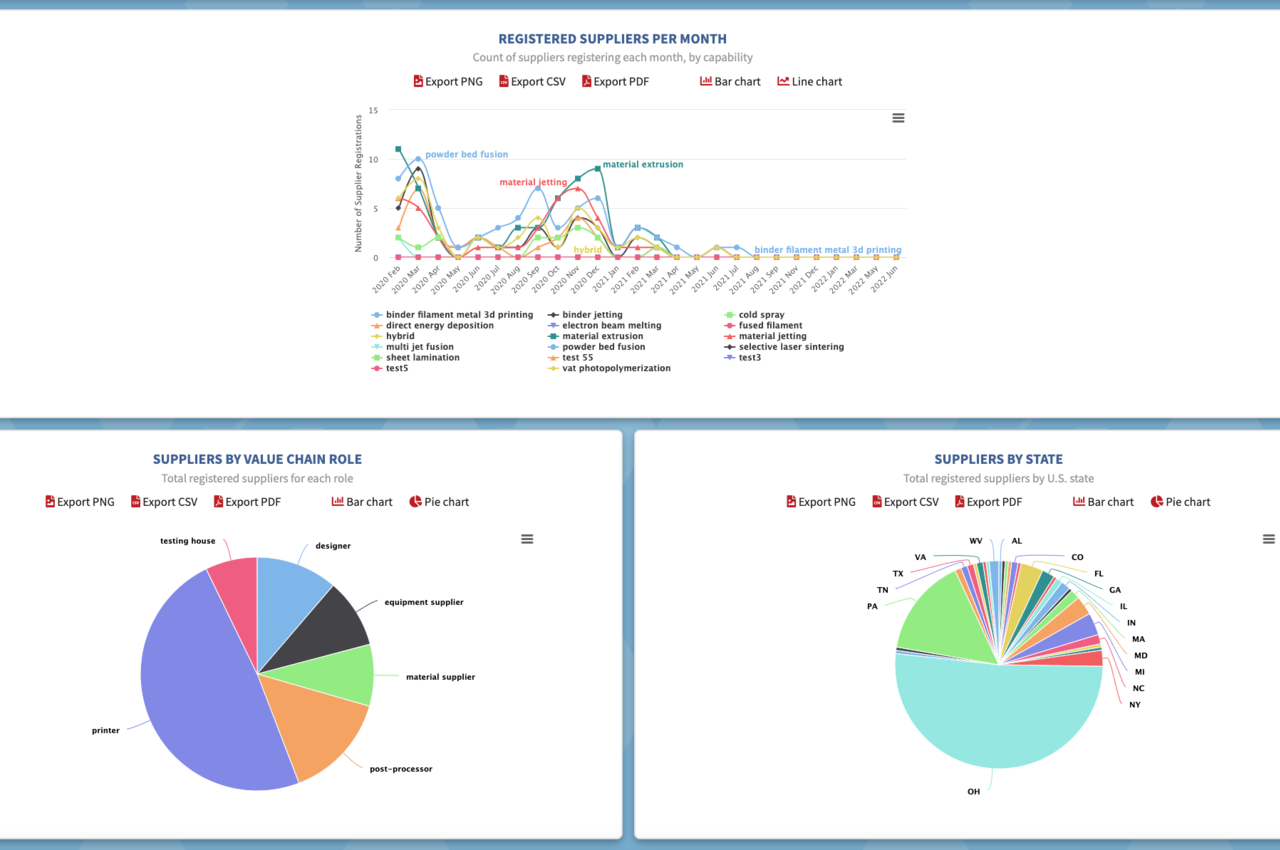 REGISTERED SUPPLIERS PER MONTH
Count of suppliers registering each month, by capability
Export PNG Export CSV Export PDF Bar chart Line chart
Number of Supplier Registrations
15
10
5
0
powder bed fusion
material extrusion
material jetting
hybrid
binder filament metal 3d printing
2020 Feb
2020 Mar
2020 Apr
2020 May
2020 Jun
2020 Jul
2020 Aug
2020 Sep
2020 Oct
2020 Nov
2020 Dec
2021 Jan
2021 Feb
2021 Mar
2021 Apr
2021 May
2021 Jun
2021 Jul
2021 Aug
2021 Sep
2021 Nov
2021 Dec
2022 Jan
2022 Mar
2022 May
2022 Jun
binder filament metal 3d printing binder jetting cold spray
direct energy deposition electron beam melting fused filament
hybrid material extrusion material jetting
multi jet fusion powder bed fusion selective laser sintering
sheet lamination test 55 test3
test5 vat photopolymerization
SUPPLIERS BY VALUE CHAIN ROLE
Total registered suppliers for each role
Export PNG Export CSV Export PDF Bar chart Pie chart
testing house
designer
equipment supplier
material supplier
printer
post-processor
SUPPLIERS BY STATE
Total registered suppliers by U.S. state
Export PNG Export CSV Export PDF Bar chart Pie chart
WV AL
VA CO
TX FL
TN GA
PA IL
IN
MA
MD
MI
NC
NY
OH